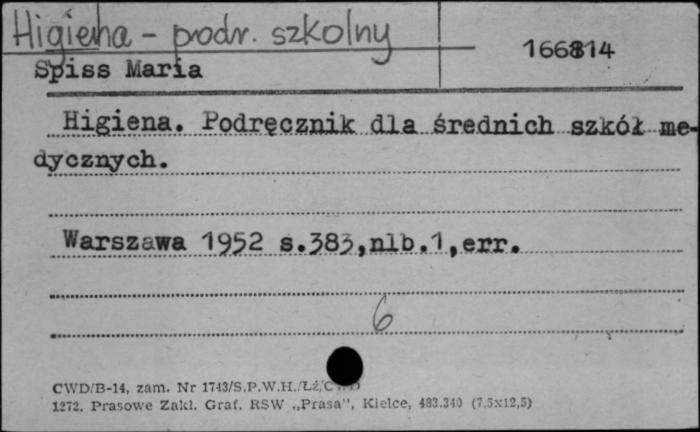 Higiena - podr. szkolny
166814
Spiss Maria
Higiena. Podręcznik dla średnich szkół me-
dycznych.
Warszawa 1952 s.383,nlb.1,err.
6
CWD/B-14, zam. Nr 1743/S.P.W.H./Łź/CWD
1272. Prasowe Zakł. Graf. RSW „Prasa", Kielce, 483.340 (7.5x12,5)